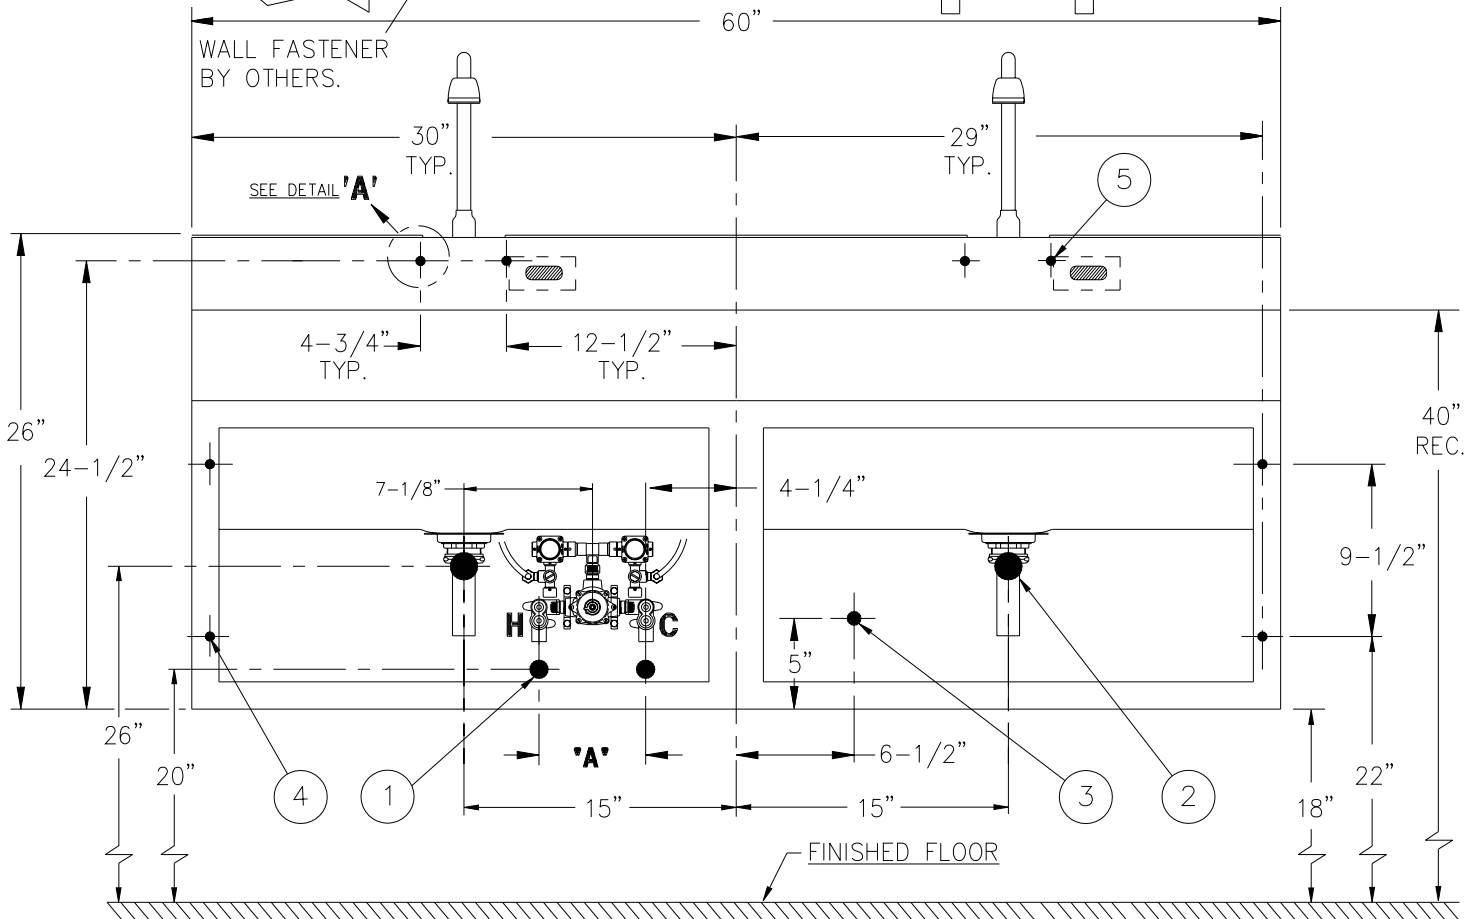 60”
WALL FASTENER
BY OTHERS.
30”
TYP.
29”
TYP.
SEE DETAIL 'A'
5
4-3/4”
TYP.
12-1/2”
TYP.
26”
24-1/2”
40”
REC.
7-1/8”
4-1/4”
9-1/2”
H
C
5”
26”
20”
'A'
6-1/2”
22”
18”
4
1
3
2
15”
15”
FINISHED FLOOR